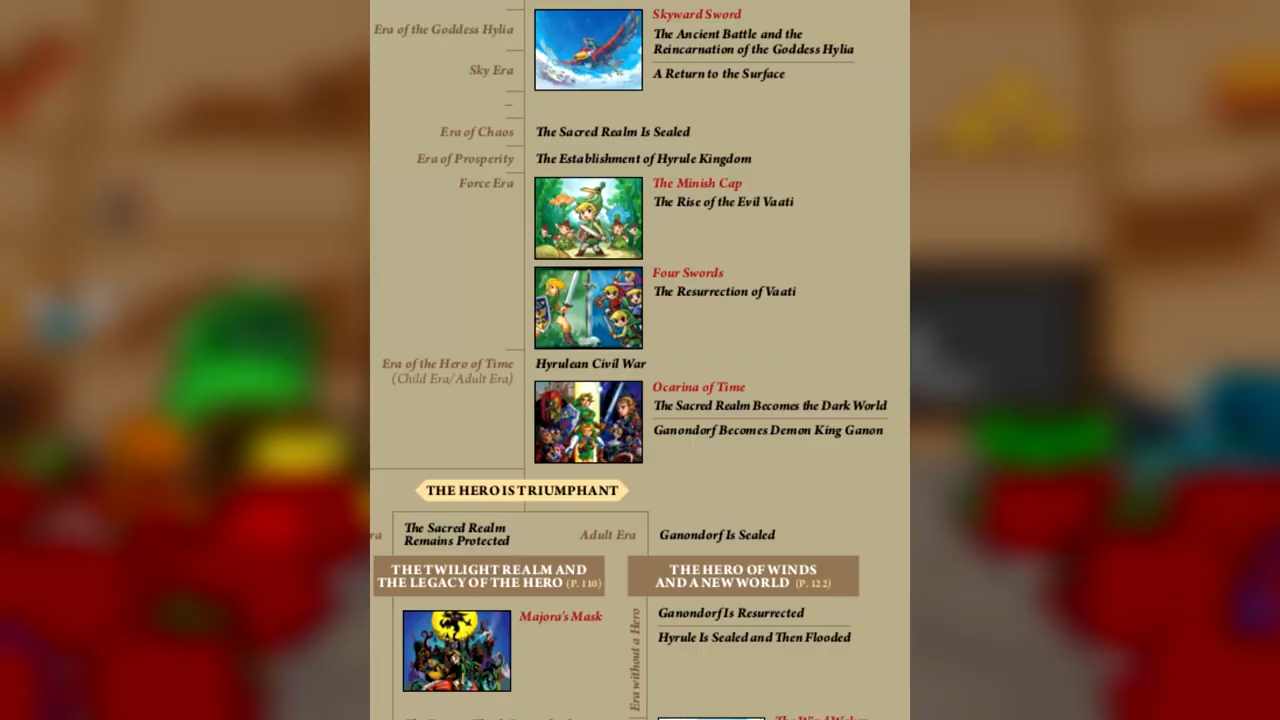 Era of the Goddess Hylia
Skyward Sword
The Ancient Battle and the
Reincarnation of the Goddess Hylia
Sky Era
A Return to the Surface
–
Era of Chaos
The Sacred Realm Is Sealed
Era of Prosperity
The Establishment of Hyrule Kingdom
Force Era
The Minish Cap
The Rise of the Evil Vaati
Four Swords
The Resurrection of Vaati
Era of the Hero of Time
(Child Era/Adult Era)
Hyrulean Civil War
Ocarina of Time
The Sacred Realm Becomes the Dark World
Ganondorf Becomes Demon King Ganon
THE HERO IS TRIUMPHANT
ra
The Sacred Realm
Remains Protected
Adult Era
Ganondorf Is Sealed
THE TWILIGHT REALM AND
THE LEGACY OF THE HERO (P. 110)
THE HERO OF WINDS
AND A NEW WORLD (P. 122)
Majora's Mask
Era without a Hero
Ganondorf Is Resurrected
Hyrule Is Sealed and Then Flooded
The Wind Waker